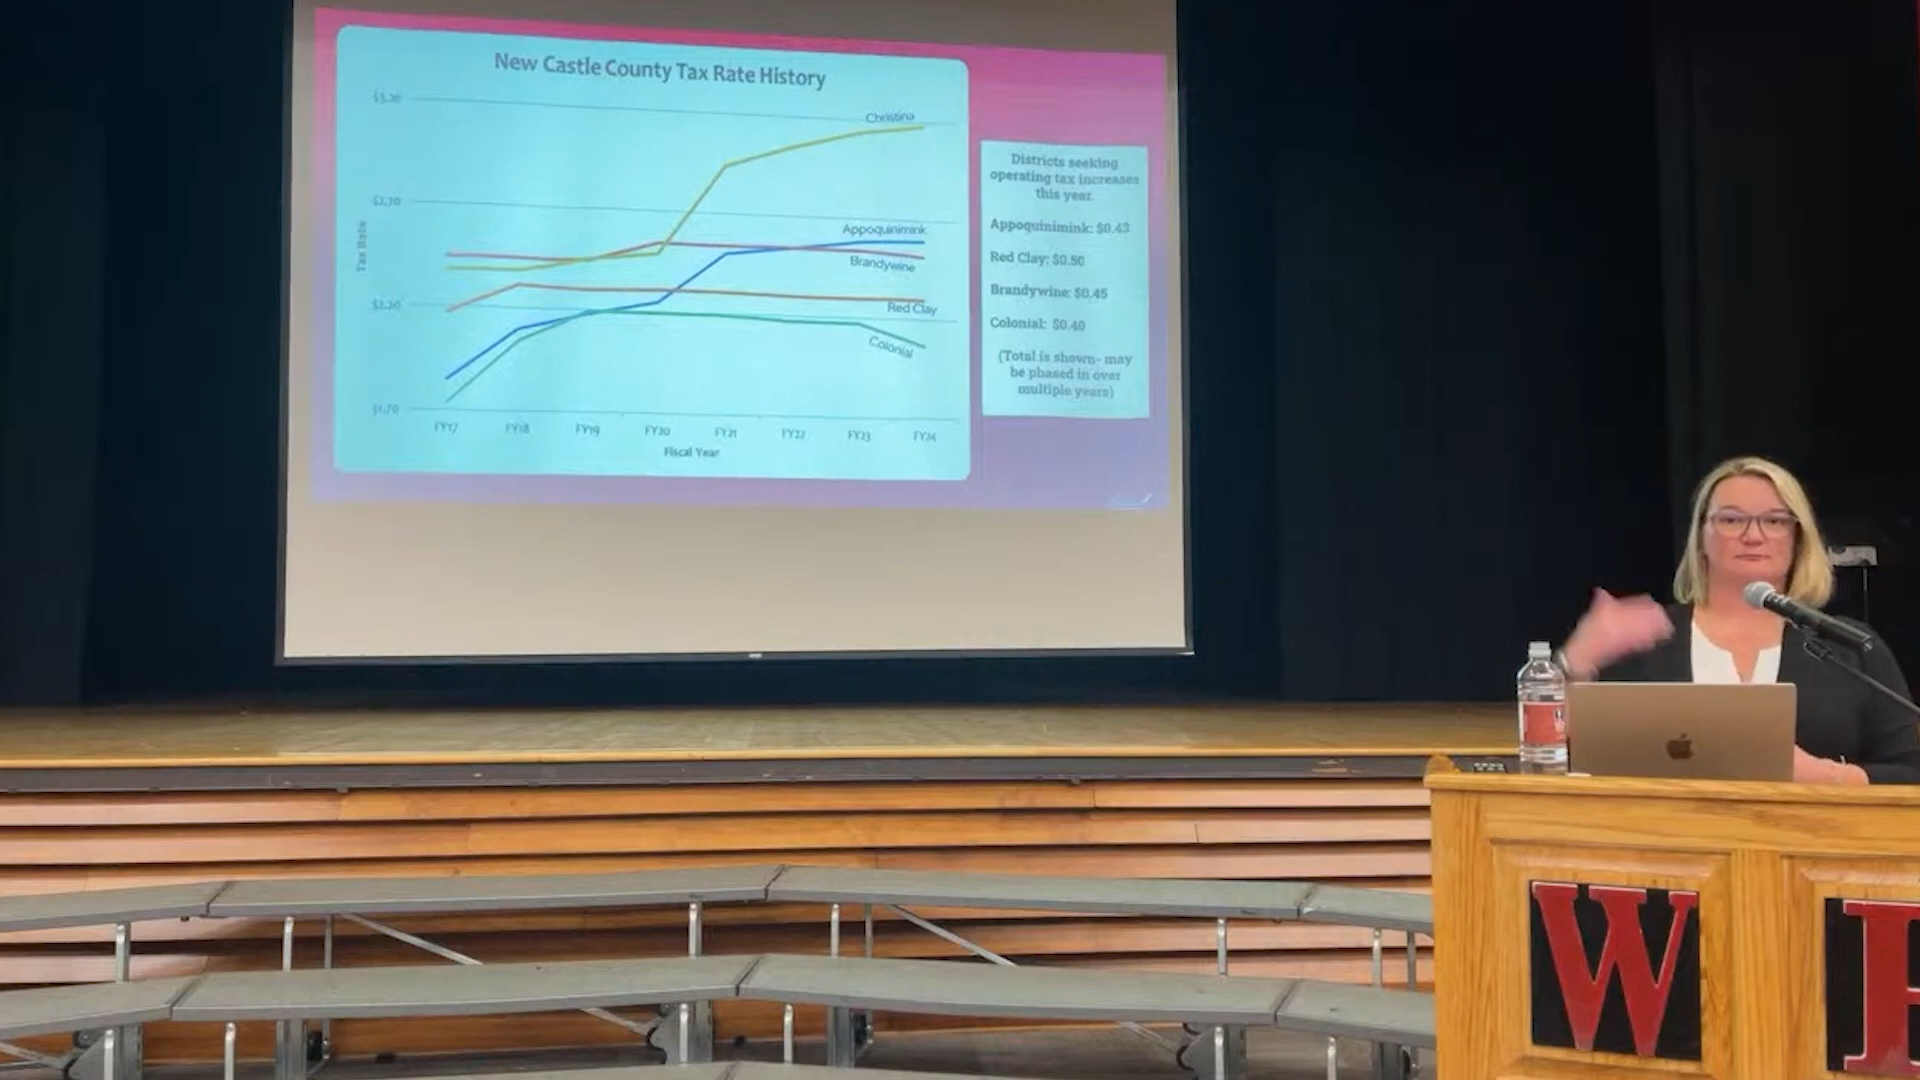 New Castle County Tax Rate History
$3.20
Christina
Districts seeking
operating tax increases
this year.
$2.70
Appoquinimink: $0.43
Appoquinimink
Tax Rate
Brandywine
Red Clay: $0.50
Brandywine: $0.45
$2.20
Red Clay
Colonial: $0.40
Colonial
(Total is shown- may
be phased in over
multiple years)
$1.70
FY17 FY18 FY19 FY20 FY21 FY22 FY23 FY24
Fiscal Year
W